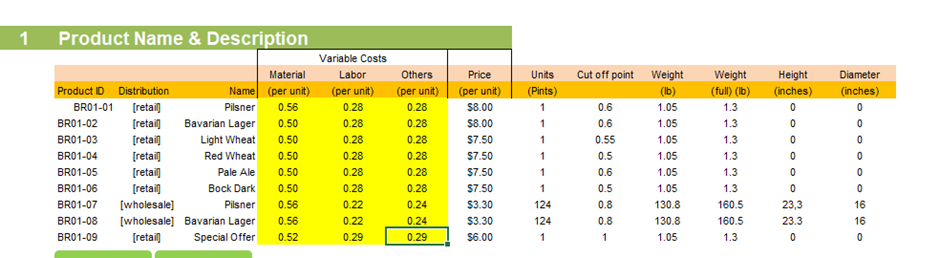 1 Product Name & Description
Variable Costs
Material Labor Others Price Units Cut off point Weight Weight Height Diameter
Product ID Distribution Name (per unit) (per unit) (per unit) (per unit) (Pints) (lb) (full) (lb) (inches) (inches)
BR01-01 [retail] Pilsner 0.56 0.28 0.28 $8.00 1 0.6 1.05 1.3 0 0
BR01-02 [retail] Bavarian Lager 0.50 0.28 0.28 $8.00 1 0.6 1.05 1.3 0 0
BR01-03 [retail] Light Wheat 0.50 0.28 0.28 $7.50 1 0.55 1.05 1.3 0 0
BR01-04 [retail] Red Wheat 0.50 0.28 0.28 $7.50 1 0.5 1.05 1.3 0 0
BR01-05 [retail] Pale Ale 0.50 0.28 0.28 $7.50 1 0.6 1.05 1.3 0 0
BR01-06 [retail] Bock Dark 0.50 0.28 0.28 $7.50 1 0.5 1.05 1.3 0 0
BR01-07 [wholesale] Pilsner 0.56 0.22 0.24 $3.30 124 0.8 130.8 160.5 23,3 16
BR01-08 [wholesale] Bavarian Lager 0.56 0.22 0.24 $3.30 124 0.8 130.8 160.5 23.3 16
BR01-09 [retail] Special Offer 0.52 0.29 0.29 $6.00 1 1 1.05 1.3 0 0